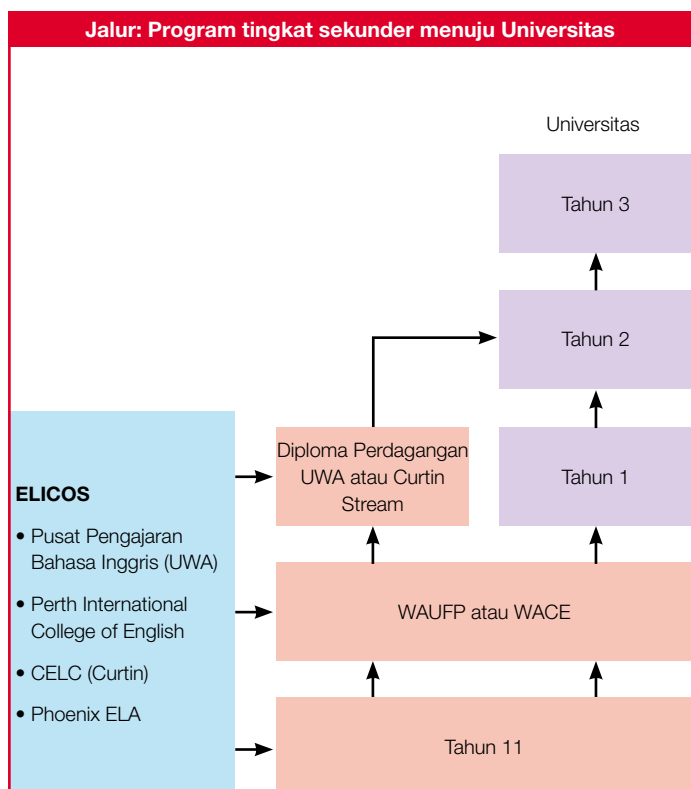 Jalur: Program tingkat sekunder menuju Universitas
Universitas
Tahun 3
Tahun 2
Diploma Perdagangan
UWA atau Curtin
Stream
Tahun 1
ELICOS
• Pusat Pengajaran
Bahasa Inggris (UWA)
• Perth International
College of English
• CELC (Curtin)
• Phoenix ELA
WAUFP atau WACE
Tahun 11